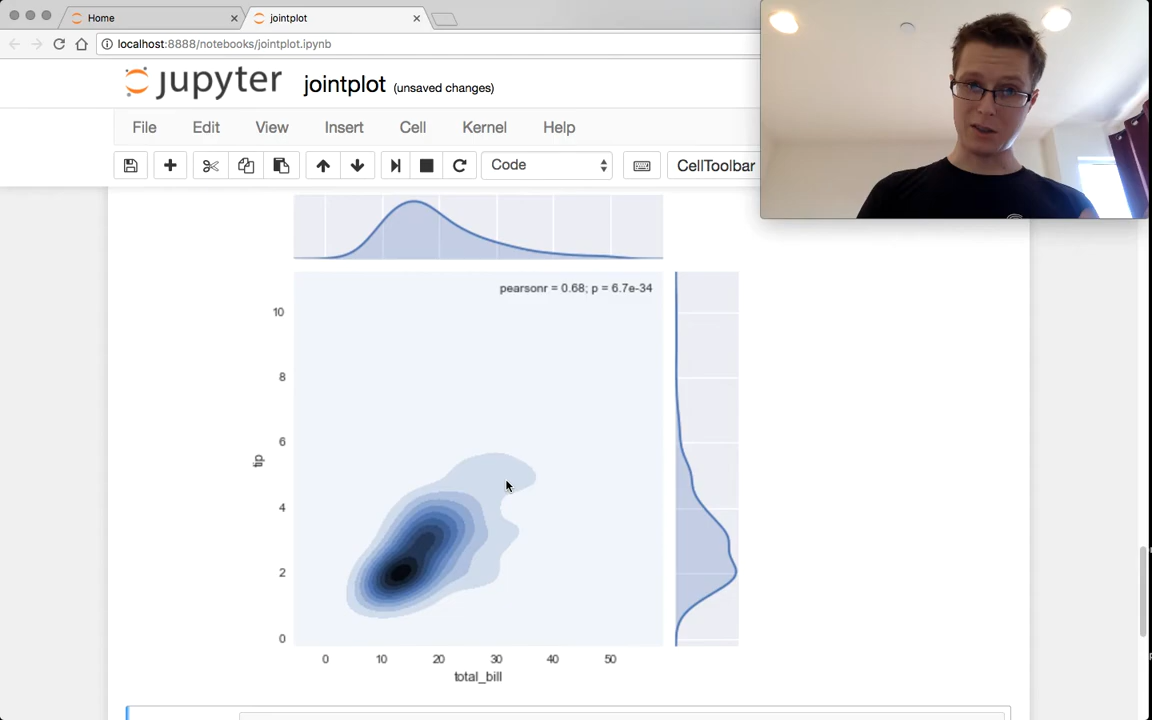 Home
jointplot
localhost:8888/notebooks/jointplot.ipynb
jupyter jointplot (unsaved changes)
File Edit View Insert Cell Kernel Help
Code CellToolbar
pearsonr = 0.68; p = 6.7e-34
10
8
6
4
2
0
tip
0 10 20 30 40 50
total_bill